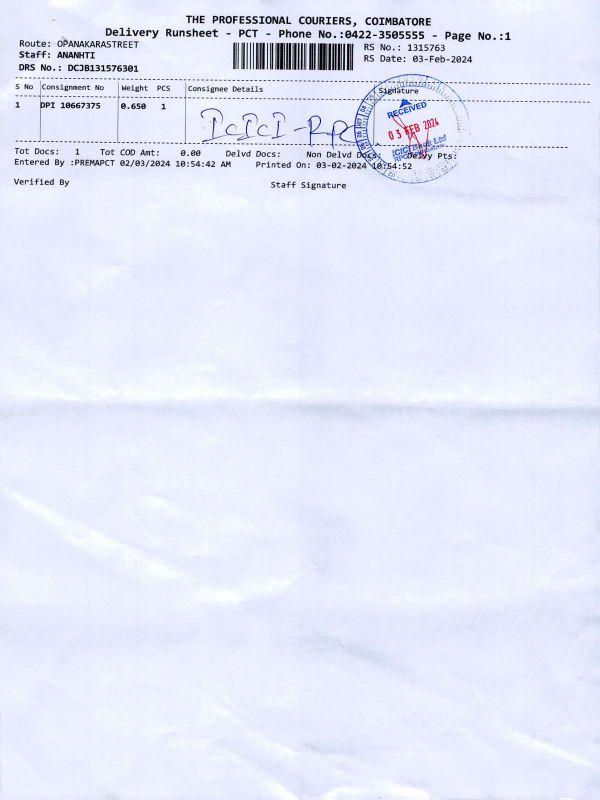 THE PROFESSIONAL COURIERS, COIMBATORE
Delivery Runsheet - PCT - Phone No.:0422-3505555 - Page No.:1
Route: OPANAKARASTREET
Staff: ANANHTI
DRS No.: DCJB131576301
RS No.: 1315763
RS Date: 03-Feb-2024
S No Consignment No Weight PCS Consignee Details Signature
1 DPI 10667375 0.650 1 ICICI - RR
RECEIVED
03 FEB 2024
ICICI Bank Ltd
Tot Docs: 1 Tot COD Amt: 0.00 Delvd Docs: Non Delvd Docs: Delvy Pts:
Entered By :PREMAPCT 02/03/2024 10:54:42 AM Printed On: 03-02-2024 10:54:52
Verified By Staff Signature